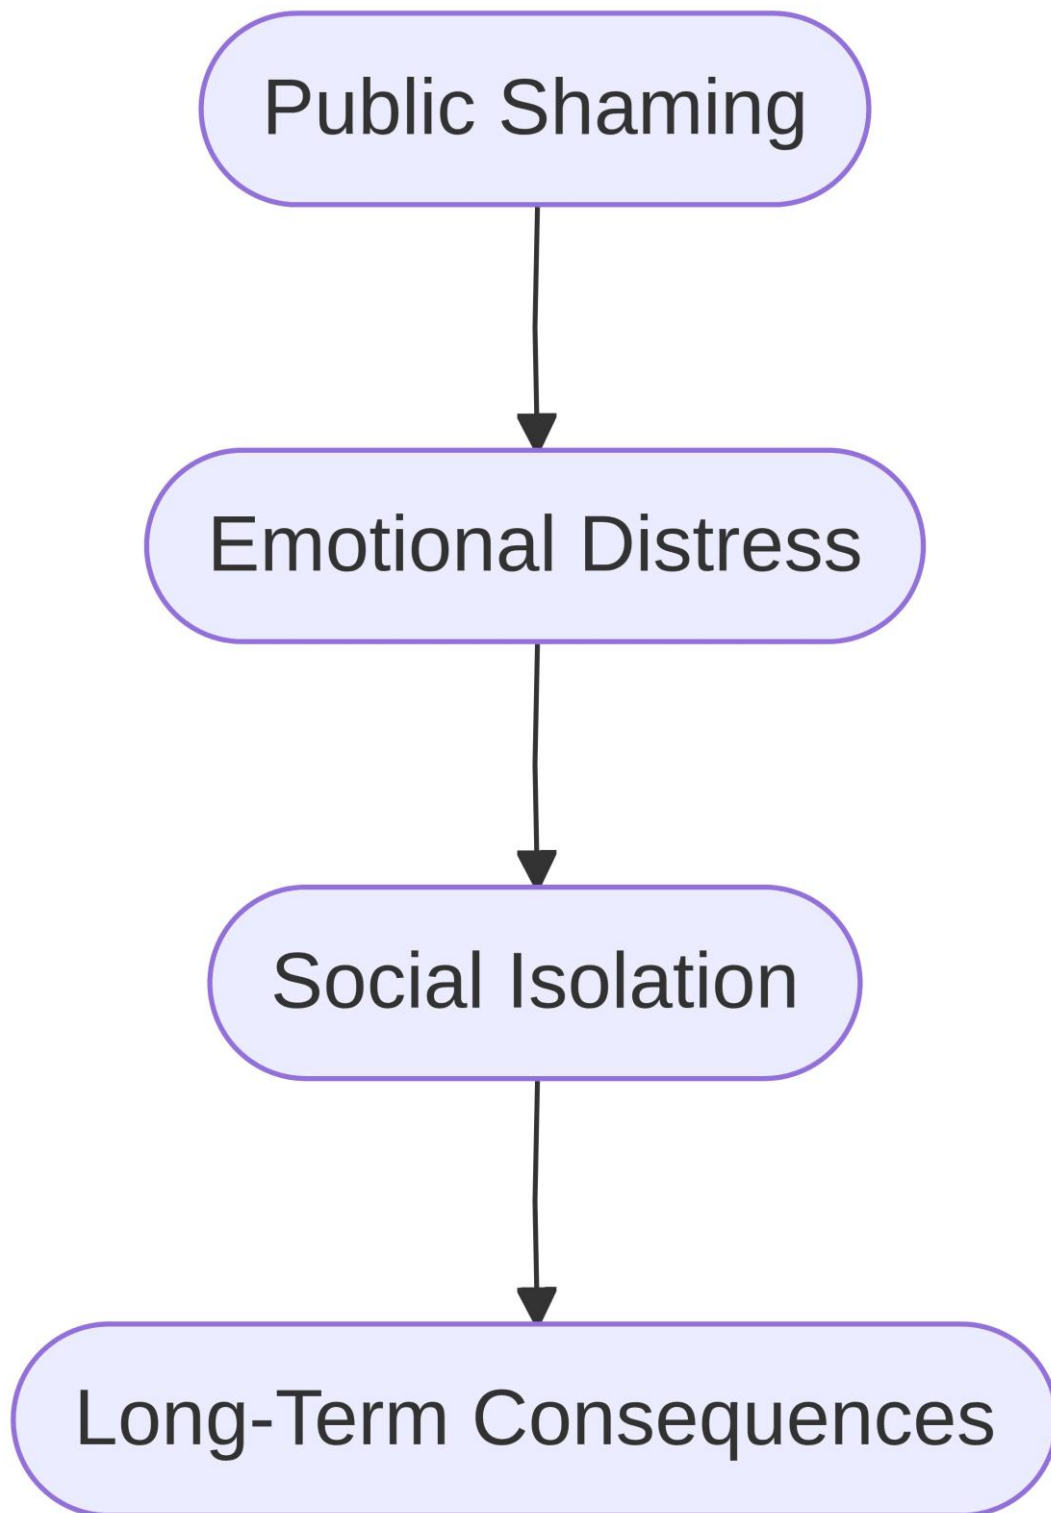 Public Shaming
Emotional Distress
Social Isolation
Long-Term Consequences